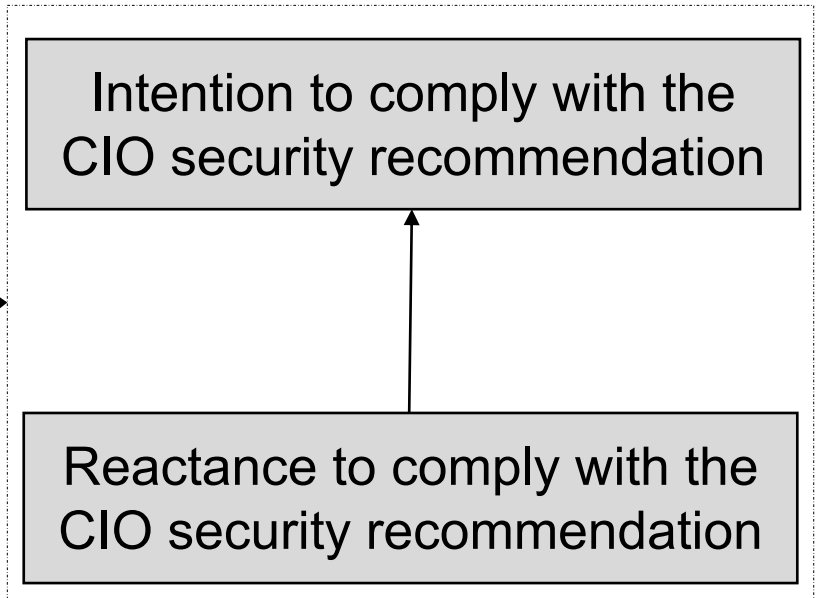 Intention to comply with the
CIO security recommendation
Reactance to comply with the
CIO security recommendation